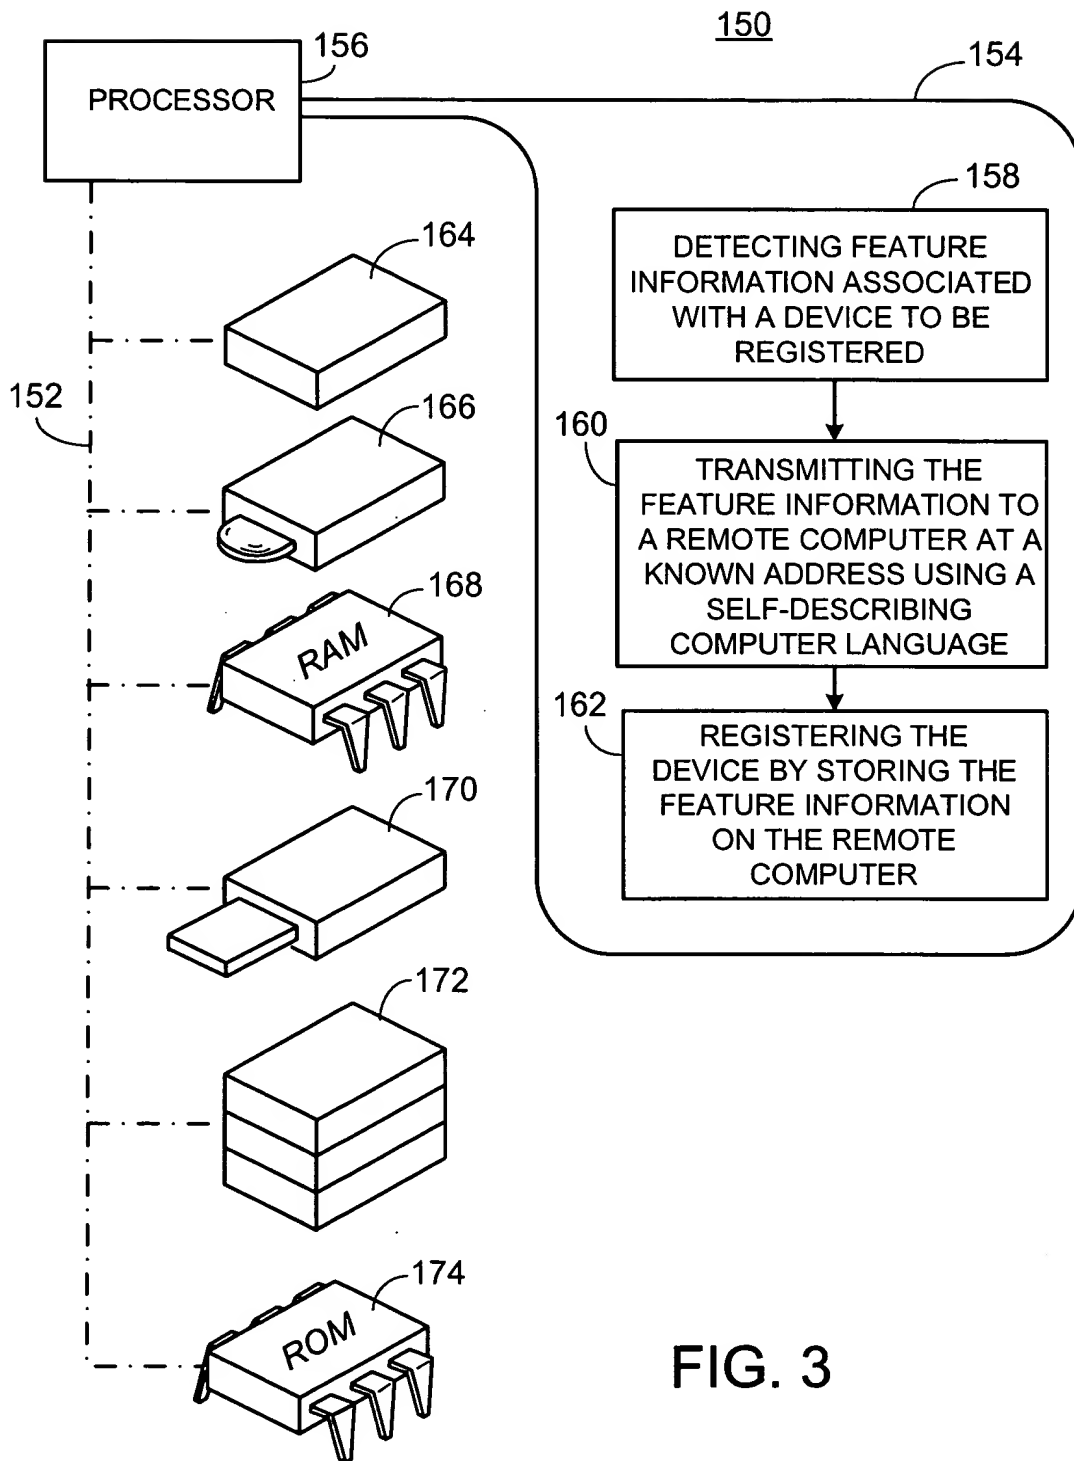 150
156
154
PROCESSOR
158
DETECTING FEATURE
INFORMATION ASSOCIATED
WITH A DEVICE TO BE
REGISTERED
164
152
166
160
TRANSMITTING THE
FEATURE INFORMATION TO
A REMOTE COMPUTER AT A
KNOWN ADDRESS USING A
SELF-DESCRIBING
COMPUTER LANGUAGE
168
RAM
162
REGISTERING THE
DEVICE BY STORING THE
FEATURE INFORMATION
ON THE REMOTE
COMPUTER
170
172
174
ROM
FIG. 3